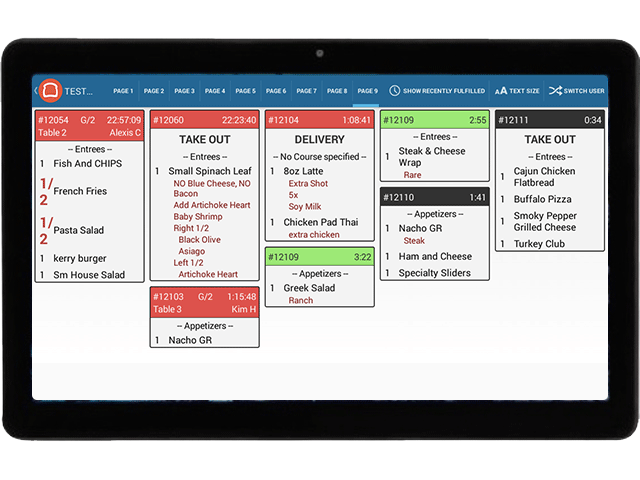 TEST...
PAGE 1
PAGE 2
PAGE 3
PAGE 4
PAGE 5
PAGE 6
PAGE 7
PAGE 8
PAGE 9
SHOW RECENTLY FULFILLED
AA TEXT SIZE
SWITCH USER
#12054 G/2 22:57:09
Table 2 Alexis C
-- Entrees --
1 Fish And CHIPS
1/2 French Fries
1/2 Pasta Salad
1 kerry burger
1 Sm House Salad
#12060 22:23:40
TAKE OUT
-- Entrees --
1 Small Spinach Leaf
NO Blue Cheese, NO
Bacon
Add Artichoke Heart
Baby Shrimp
Right 1/2
Black Olive
Asiago
Left 1/2
Artichoke Heart
#12103 G/2 1:15:48
Table 3 Kim H
-- Appetizers --
1 Nacho GR
#12104 1:08:41
DELIVERY
-- No Course specified --
1 8oz Latte
Extra Shot
5x
Soy Milk
1 Chicken Pad Thai
extra chicken
#12109 3:22
-- Appetizers --
1 Greek Salad
Ranch
#12109 2:55
-- Entrees --
1 Steak & Cheese
Wrap
Rare
#12110 1:41
-- Appetizers --
1 Nacho GR
Steak
1 Ham and Cheese
1 Specialty Sliders
#12111 0:34
TAKE OUT
-- Entrees --
1 Cajun Chicken
Flatbread
1 Buffalo Pizza
1 Smoky Pepper
Grilled Cheese
1 Turkey Club